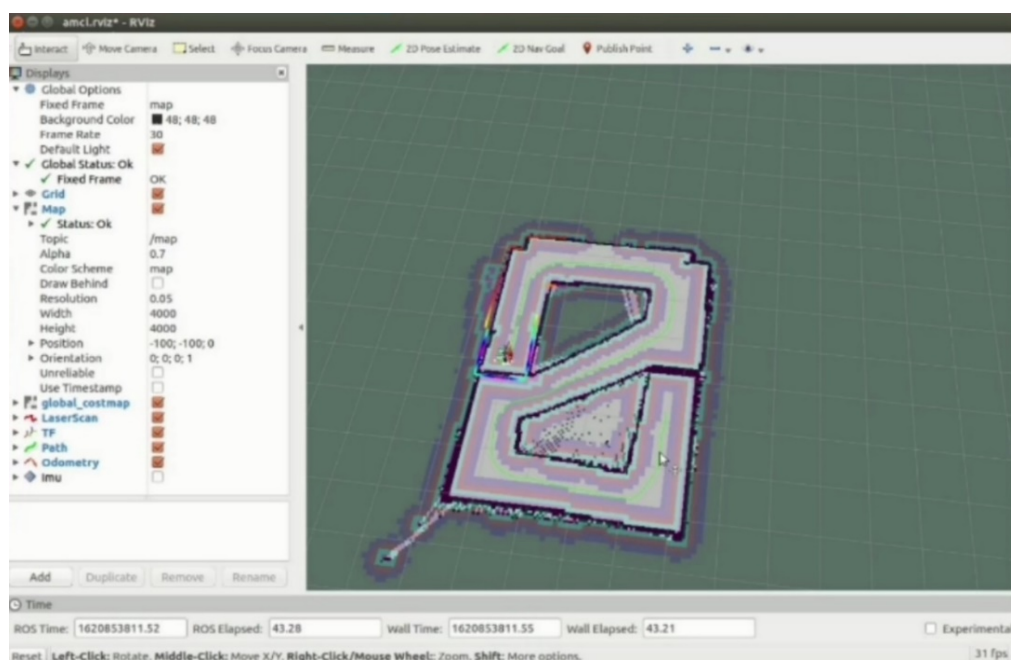 amcl.rviz* - RViz
Interact Move Camera Select Focus Camera Measure 2D Pose Estimate 2D Nav Goal Publish Point
Displays
Global Options
Fixed Frame map
Background Color 48; 48; 48
Frame Rate 30
Default Light
Global Status: Ok
Fixed Frame OK
Grid
Map
Status: Ok
Topic /map
Alpha 0.7
Color Scheme map
Draw Behind
Resolution 0.05
Width 4000
Height 4000
Position -100; -100; 0
Orientation 0; 0; 0; 1
Unreliable
Use Timestamp
global_costmap
LaserScan
TF
Path
Odometry
Imu
Add Duplicate Remove Rename
Time
ROS Time: 1620853811.52 ROS Elapsed: 43.28 Wall Time: 1620853811.55 Wall Elapsed: 43.21 Experimental
Reset Left-Click: Rotate. Middle-Click: Move X/Y. Right-Click/Mouse Wheel: Zoom. Shift: More options. 31 fps